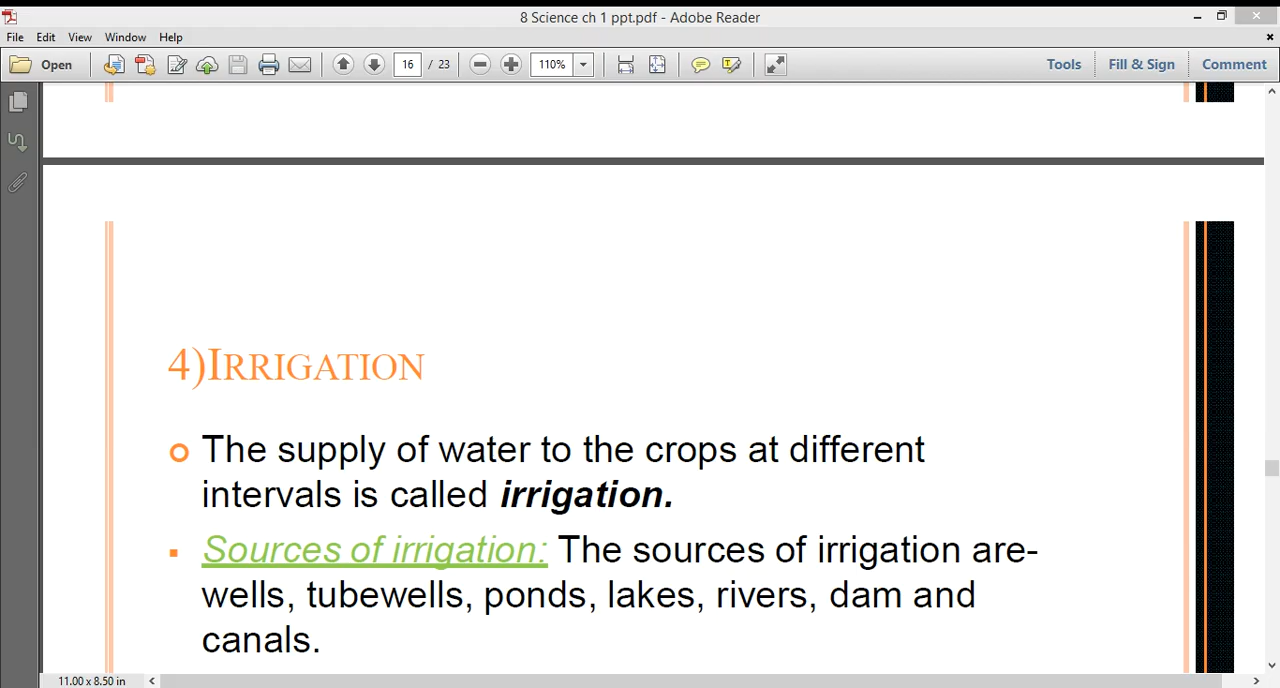 8 Science ch 1 ppt.pdf - Adobe Reader
File Edit View Window Help
Open 16 / 23 110% Tools Fill & Sign Comment
4)IRRIGATION
The supply of water to the crops at different
intervals is called irrigation.
Sources of irrigation: The sources of irrigation are-
wells, tubewells, ponds, lakes, rivers, dam and
canals.
11.00 x 8.50 in